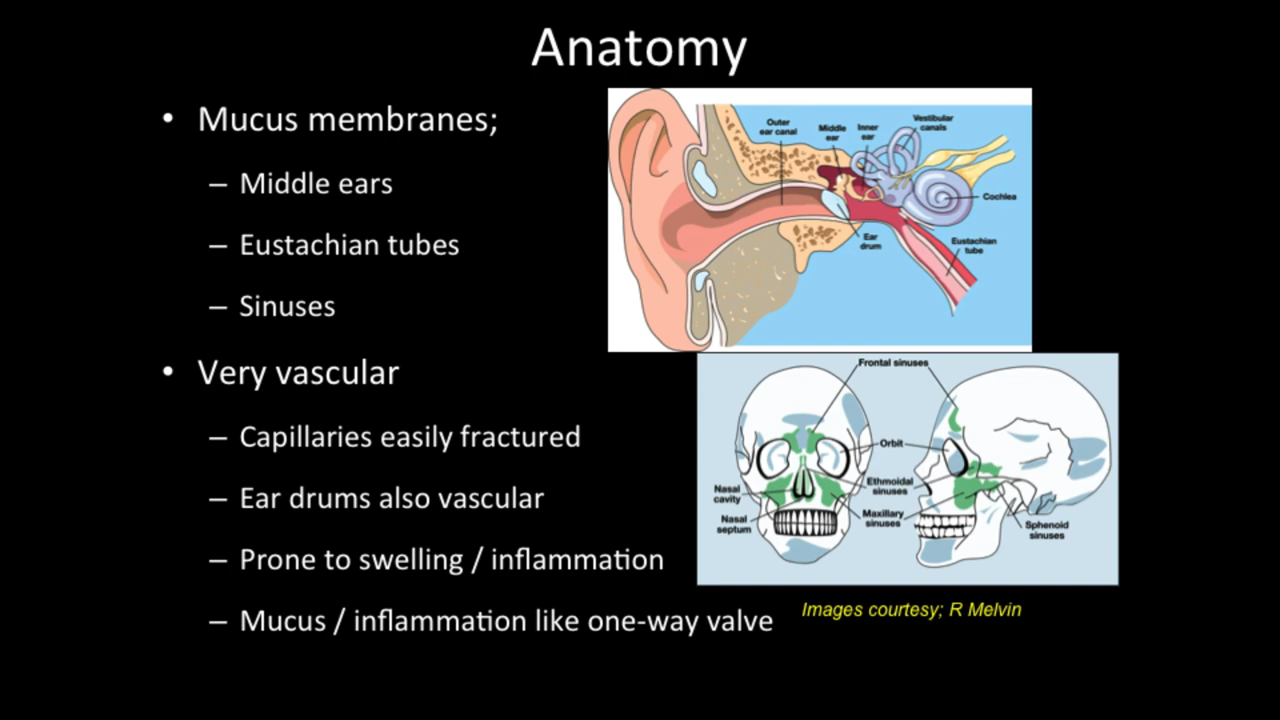 Anatomy
• Mucus membranes;
– Middle ears
– Eustachian tubes
– Sinuses
• Very vascular
– Capillaries easily fractured
– Ear drums also vascular
– Prone to swelling / inflammation
– Mucus / inflammation like one-way valve
Outer
ear canal
Middle
ear
Inner
ear
Vestibular
canals
Cochlea
Ear
drum
Eustachian
tube
Frontal sinuses
Orbit
Nasal
cavity
Ethmoidal
sinuses
Nasal
septum
Maxillary
sinuses
Sphenoid
sinuses
Images courtesy; R Melvin